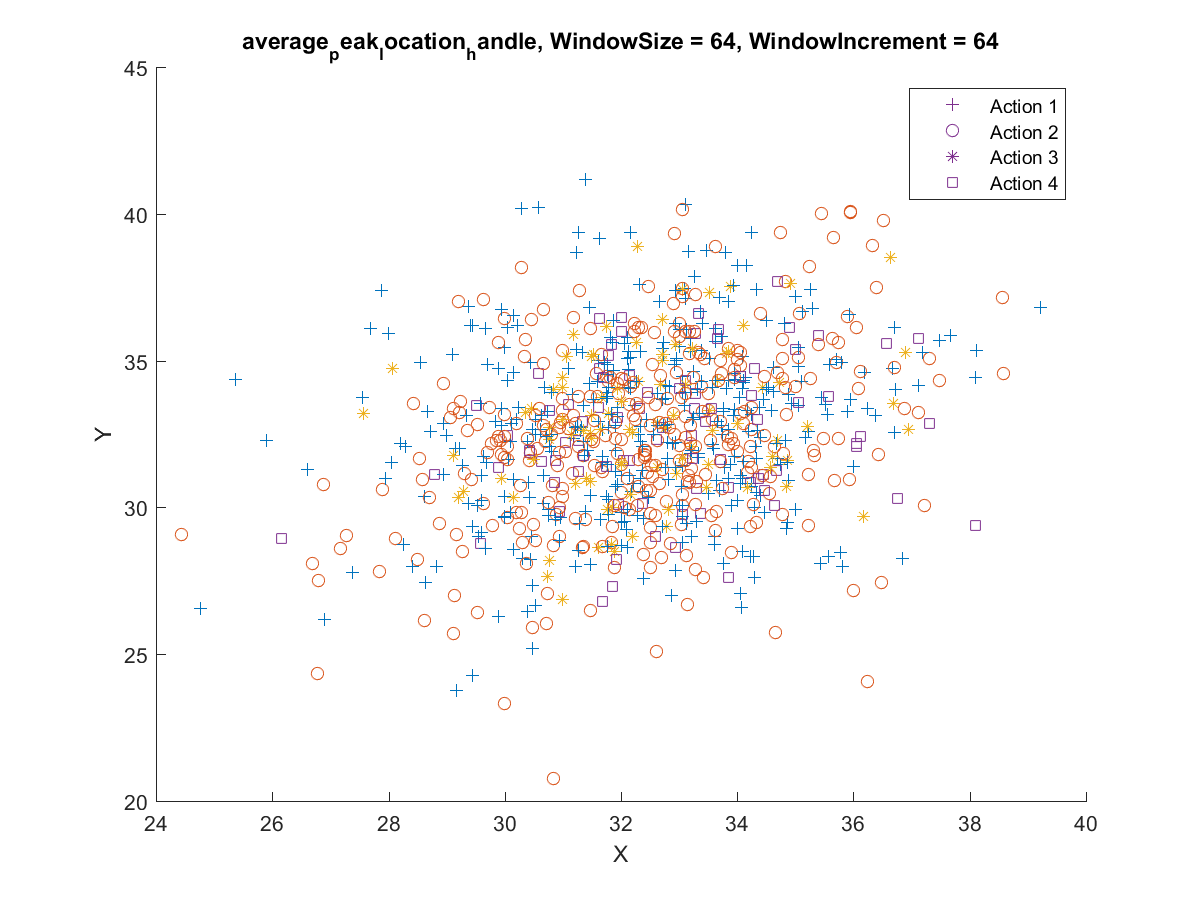 average_peak_location_handle, WindowSize = 64, WindowIncrement = 64
45
Action 1
Action 2
Action 3
Action 4
40
35
Y
30
25
20
24 26 28 30 32 34 36 38 40
X